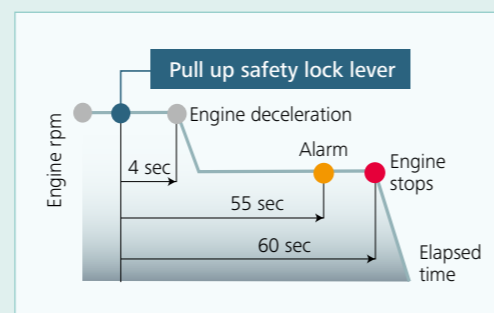 Pull up safety lock lever
Engine rpm
Engine deceleration
4 sec
Alarm
Engine
stops
55 sec
60 sec
Elapsed
time